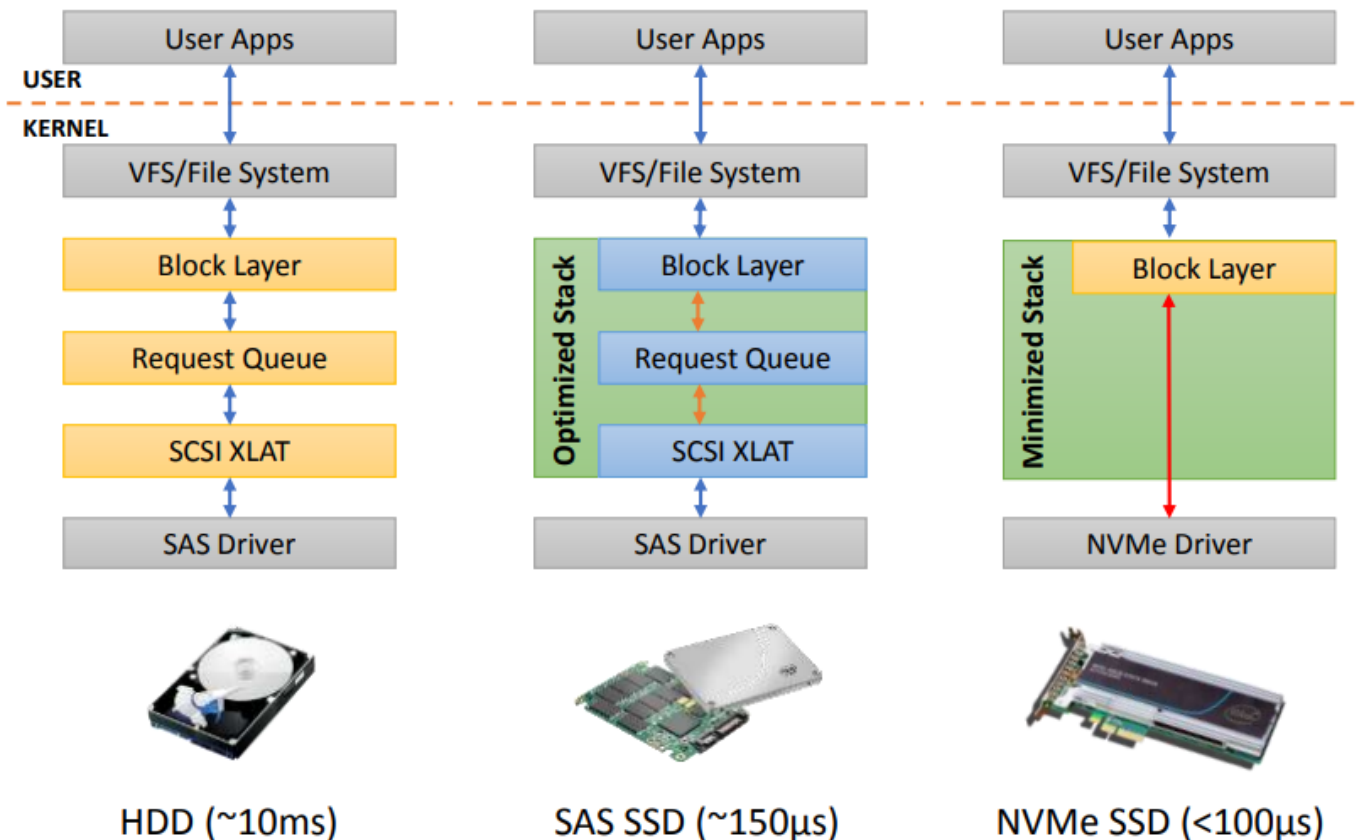 User Apps
User Apps
User Apps
USER
KERNEL
VFS/File System
VFS/File System
VFS/File System
Block Layer
Request Queue
SCSI XLAT
Optimized Stack
Block Layer
Request Queue
SCSI XLAT
Minimized Stack
Block Layer
SAS Driver
SAS Driver
NVMe Driver
HDD (~10ms)
SAS SSD (~150µs)
NVMe SSD (<100µs)